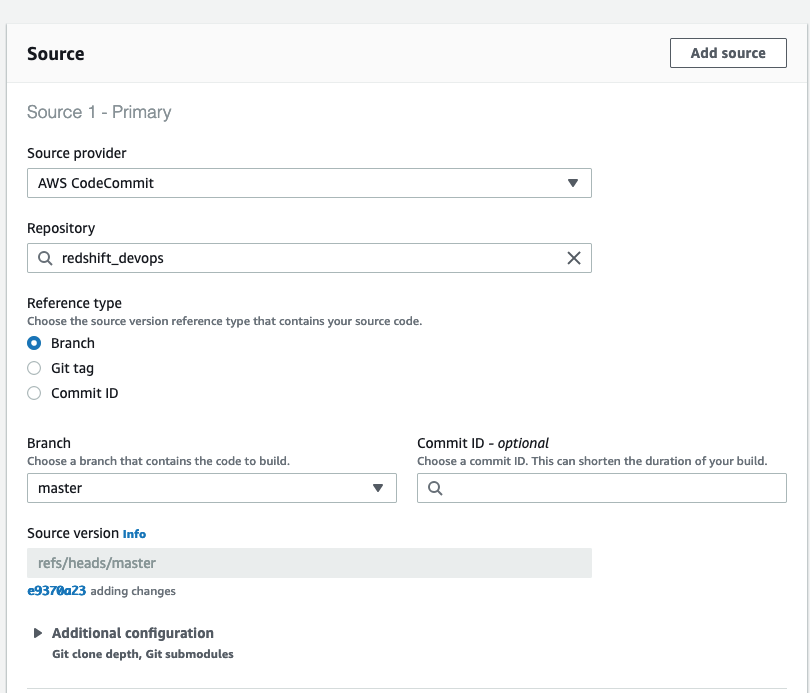 Source
Add source
Source 1 - Primary
Source provider
AWS CodeCommit
Repository
redshift_devops
Reference type
Choose the source version reference type that contains your source code.
Branch
Git tag
Commit ID
Branch
Choose a branch that contains the code to build.
master
Commit ID - optional
Choose a commit ID. This can shorten the duration of your build.
Source version Info
refs/heads/master
e9370a23 adding changes
Additional configuration
Git clone depth, Git submodules